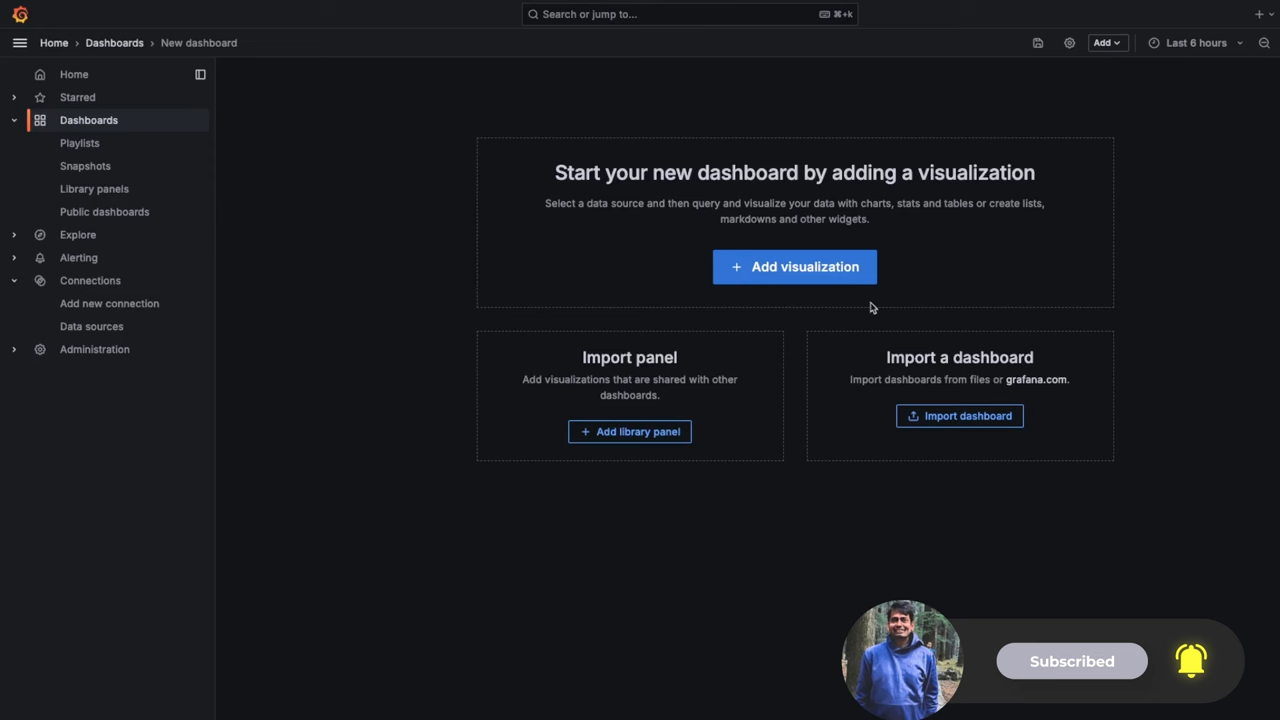 Search or jump to...
⌘+k
Home › Dashboards › New dashboard
Add
Last 6 hours
Home
Starred
Dashboards
Playlists
Snapshots
Library panels
Public dashboards
Explore
Alerting
Connections
Add new connection
Data sources
Administration
Start your new dashboard by adding a visualization
Select a data source and then query and visualize your data with charts, stats and tables or create lists,
markdowns and other widgets.
+ Add visualization
Import panel
Add visualizations that are shared with other
dashboards.
+ Add library panel
Import a dashboard
Import dashboards from files or grafana.com.
Import dashboard
Subscribed